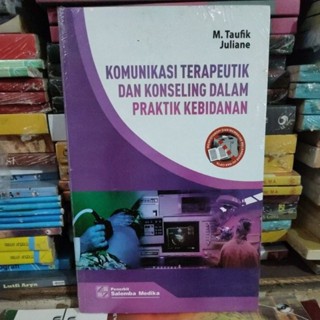 M. Taufik
Juliane
KOMUNIKASI TERAPEUTIK
DAN KONSELING DALAM
PRAKTIK KEBIDANAN
Penerbit
Salemba Medika